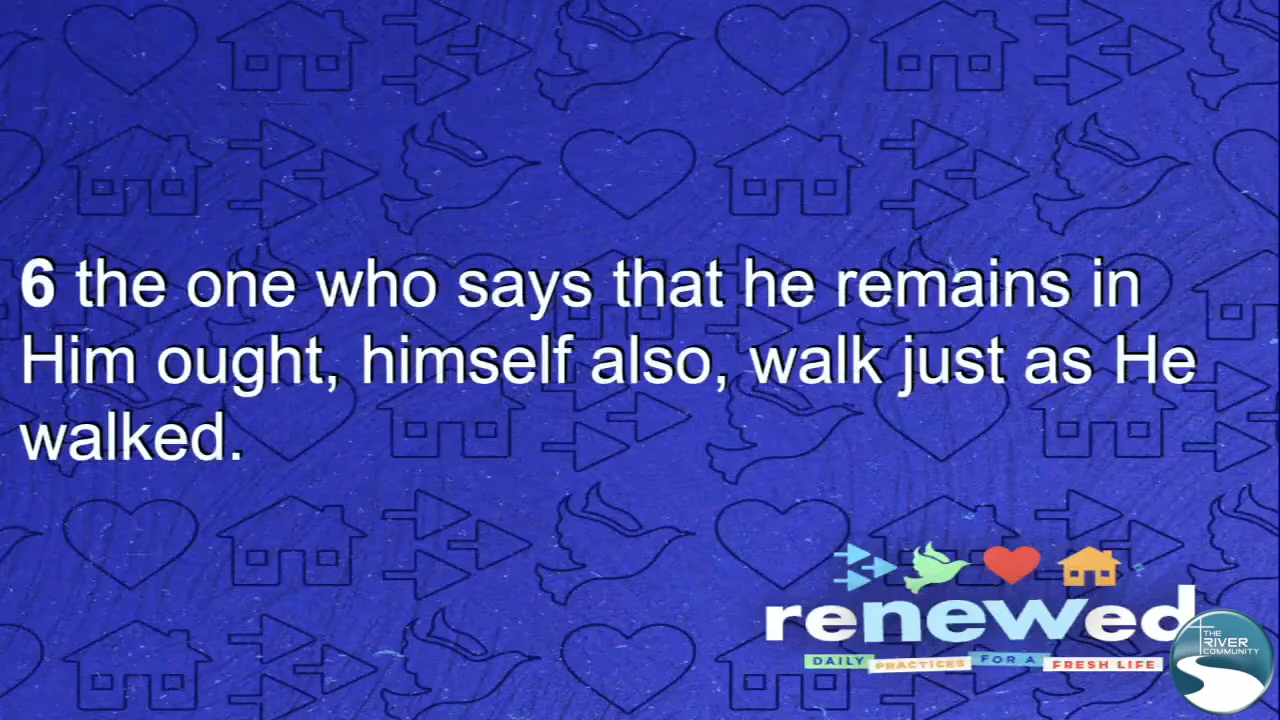 6 the one who says that he remains in
Him ought, himself also, walk just as He
walked.
renewed
DAILY PRACTICES FOR A FRESH LIFE
THE
RIVER
COMMUNITY